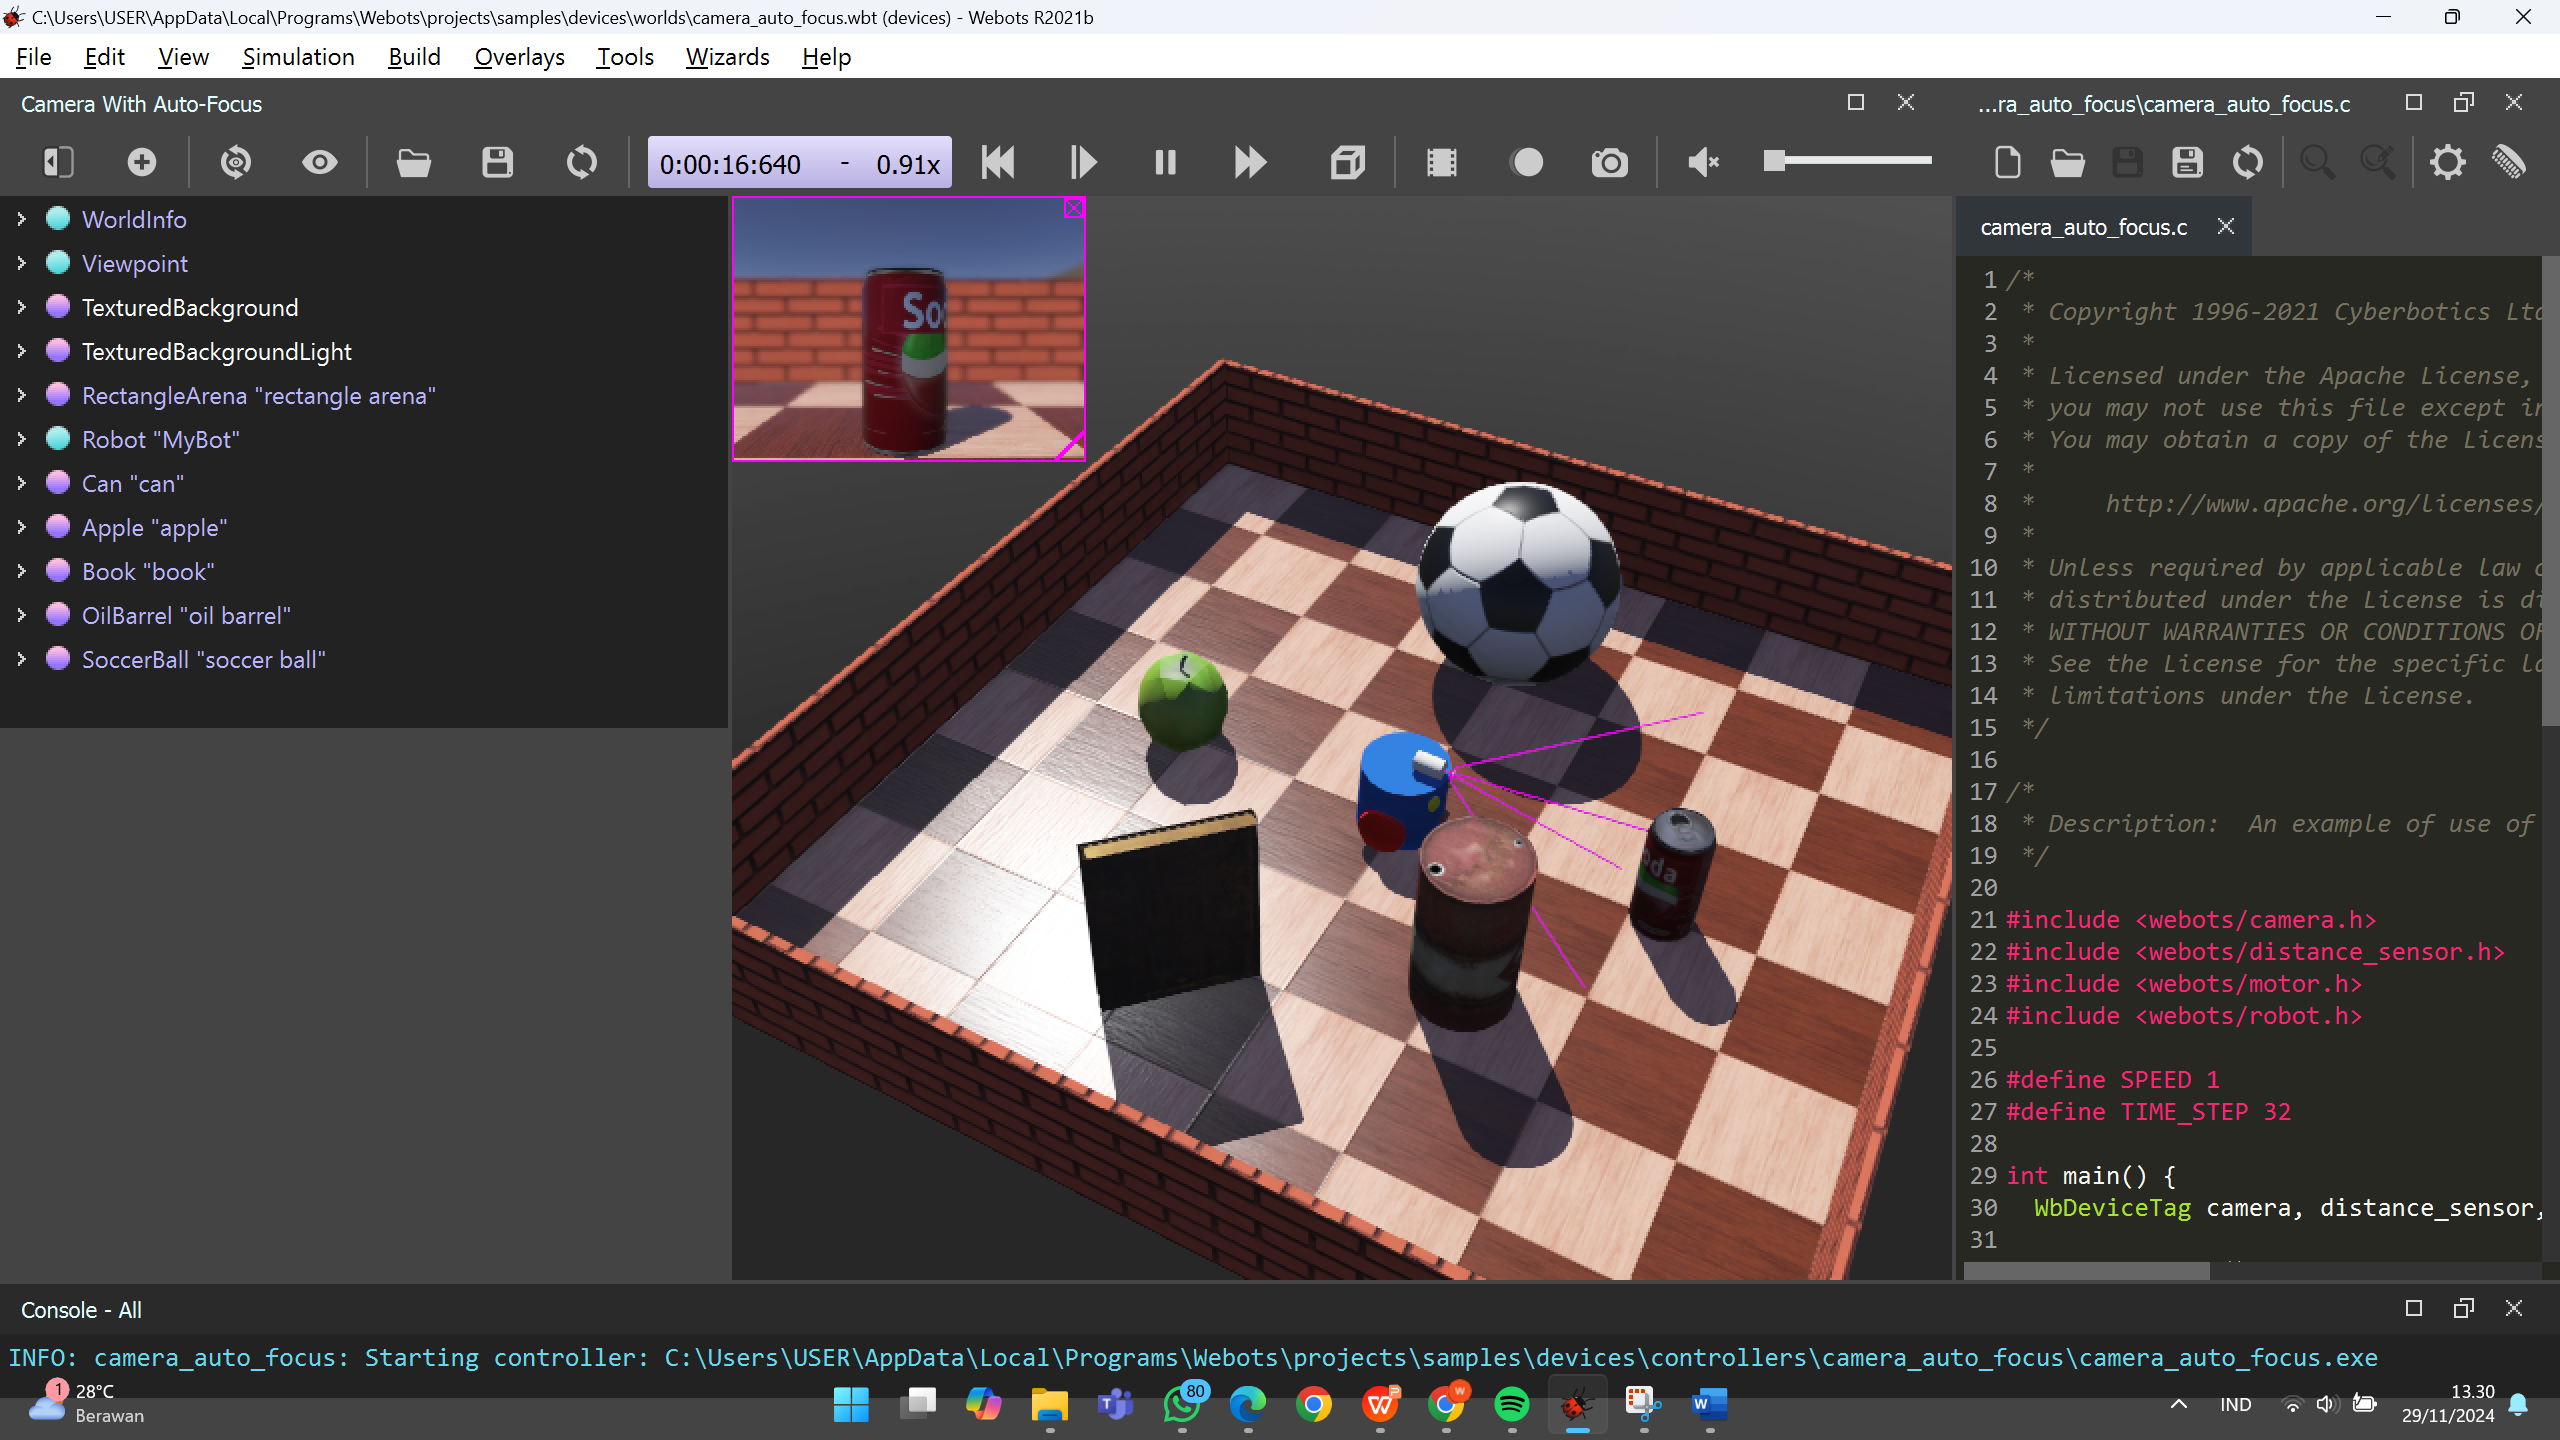 C:\Users\USER\AppData\Local\Programs\Webots\projects\samples\devices\worlds\camera_auto_focus.wbt (devices) - Webots R2021b
File Edit View Simulation Build Overlays Tools Wizards Help
Camera With Auto-Focus
0:00:16:640 - 0.91x
WorldInfo
Viewpoint
TexturedBackground
TexturedBackgroundLight
RectangleArena "rectangle arena"
Robot "MyBot"
Can "can"
Apple "apple"
Book "book"
OilBarrel "oil barrel"
SoccerBall "soccer ball"
So
oda
...ra_auto_focus\camera_auto_focus.c
camera_auto_focus.c
1 /*
2 * Copyright 1996-2021 Cyberbotics Ltd
3 *
4 * Licensed under the Apache License,
5 * you may not use this file except in
6 * You may obtain a copy of the Licens
7 *
8 * http://www.apache.org/licenses/
9 *
10 * Unless required by applicable law o
11 * distributed under the License is di
12 * WITHOUT WARRANTIES OR CONDITIONS OF
13 * See the License for the specific la
14 * limitations under the License.
15 */
16
17 /*
18 * Description: An example of use of
19 */
20
21 #include <webots/camera.h>
22 #include <webots/distance_sensor.h>
23 #include <webots/motor.h>
24 #include <webots/robot.h>
25
26 #define SPEED 1
27 #define TIME_STEP 32
28
29 int main() {
30 WbDeviceTag camera, distance_sensor,
31
Console - All
INFO: camera_auto_focus: Starting controller: C:\Users\USER\AppData\Local\Programs\Webots\projects\samples\devices\controllers\camera_auto_focus\camera_auto_focus.exe
1
28°C
Berawan
80
IND
13.30
29/11/2024